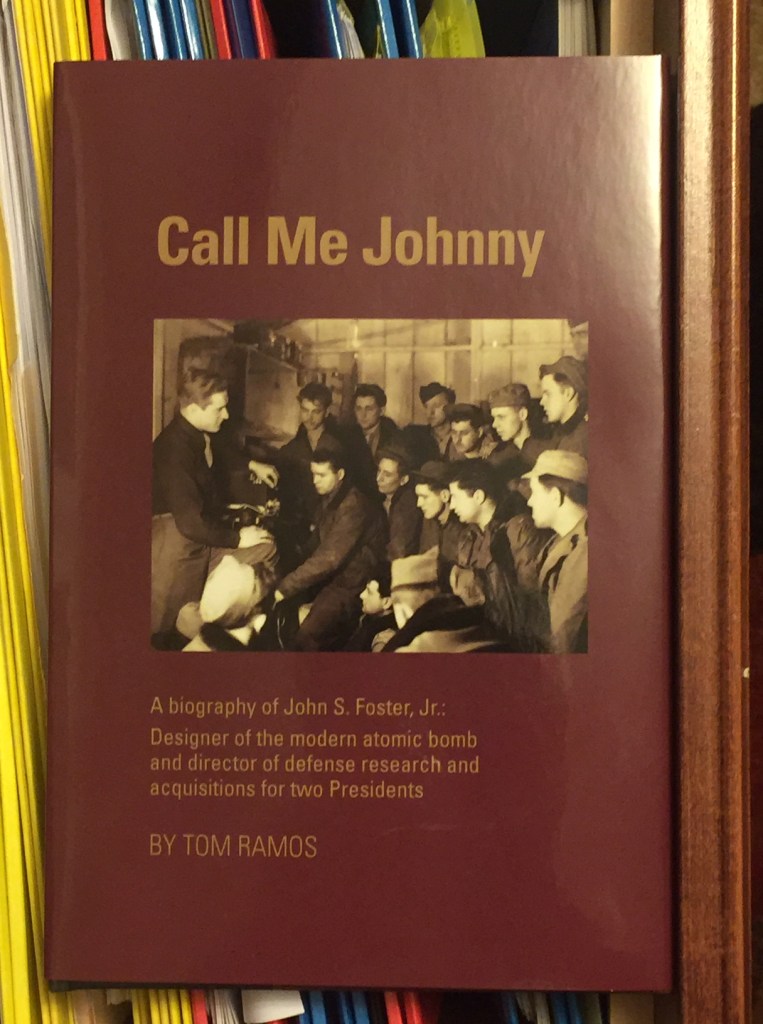 Call Me Johnny
A biography of John S. Foster, Jr.:
Designer of the modern atomic bomb
and director of defense research and
acquisitions for two Presidents
BY TOM RAMOS